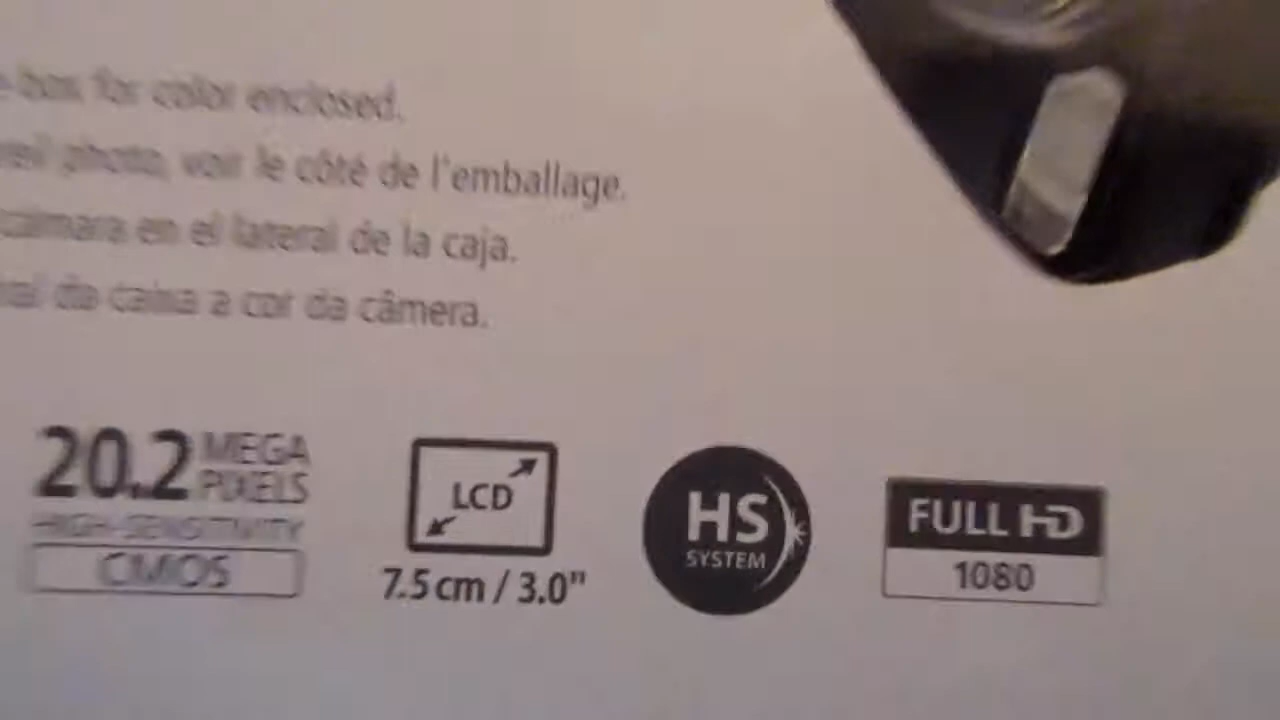 box for color enclosed.
photo, voir le côté de l'emballage.
cámara en el lateral de la caja.
da caixa a cor da câmera.
20.2 MEGA PIXELS
HIGH-SENSITIVITY
CMOS
LCD
7.5 cm / 3.0"
HS
SYSTEM
FULL HD
1080